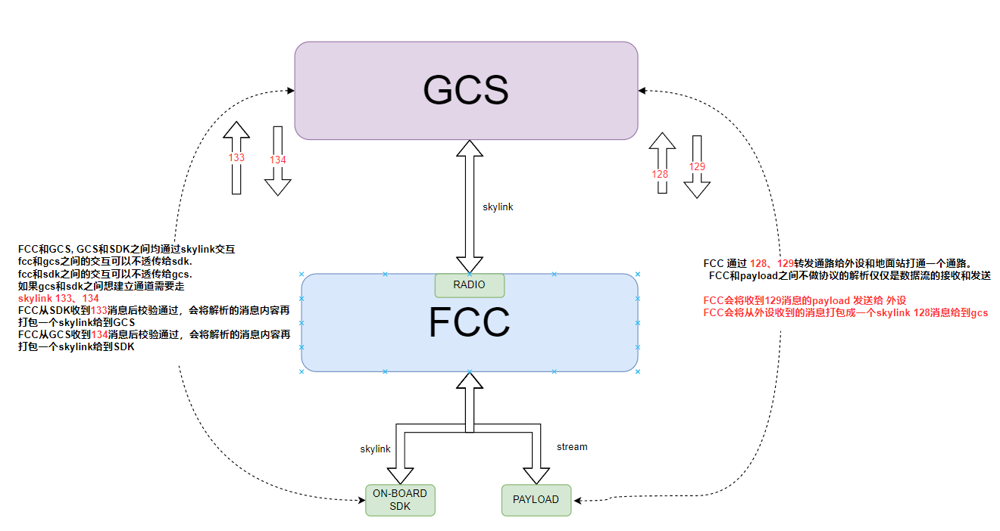 GCS
133
134
128
129
skylink
FCC和GCS, GCS和SDK之间均通过skylink交互
fcc和gcs之间的交互可以不透传给sdk.
fcc和sdk之间的交互可以不透传给gcs.
如果gcs和sdk之间想建立通道需要走
skylink 133、134
FCC从SDK收到133消息后校验通过，会将解析的消息内容再
打包一个skylink给到GCS
FCC从GCS收到134消息后校验通过，会将解析的消息内容再
打包一个skylink给到SDK
RADIO
FCC
FCC 通过 128、129转发通路给外设和地面站打通一个通路。
FCC和payload之间不做协议的解析仅仅是数据流的接收和发送
FCC会将收到129消息的payload 发送给 外设
FCC会将从外设收到的消息打包成一个skylink 128消息给到gcs
skylink
stream
ON-BOARD
SDK
PAYLOAD